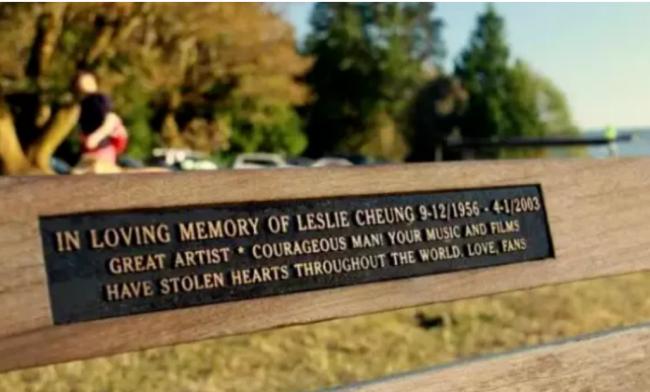 IN LOVING MEMORY OF LESLIE CHEUNG 9-12/1956 - 4-1/2003
GREAT ARTIST * COURAGEOUS MAN! YOUR MUSIC AND FILMS
HAVE STOLEN HEARTS THROUGHOUT THE WORLD. LOVE, FANS